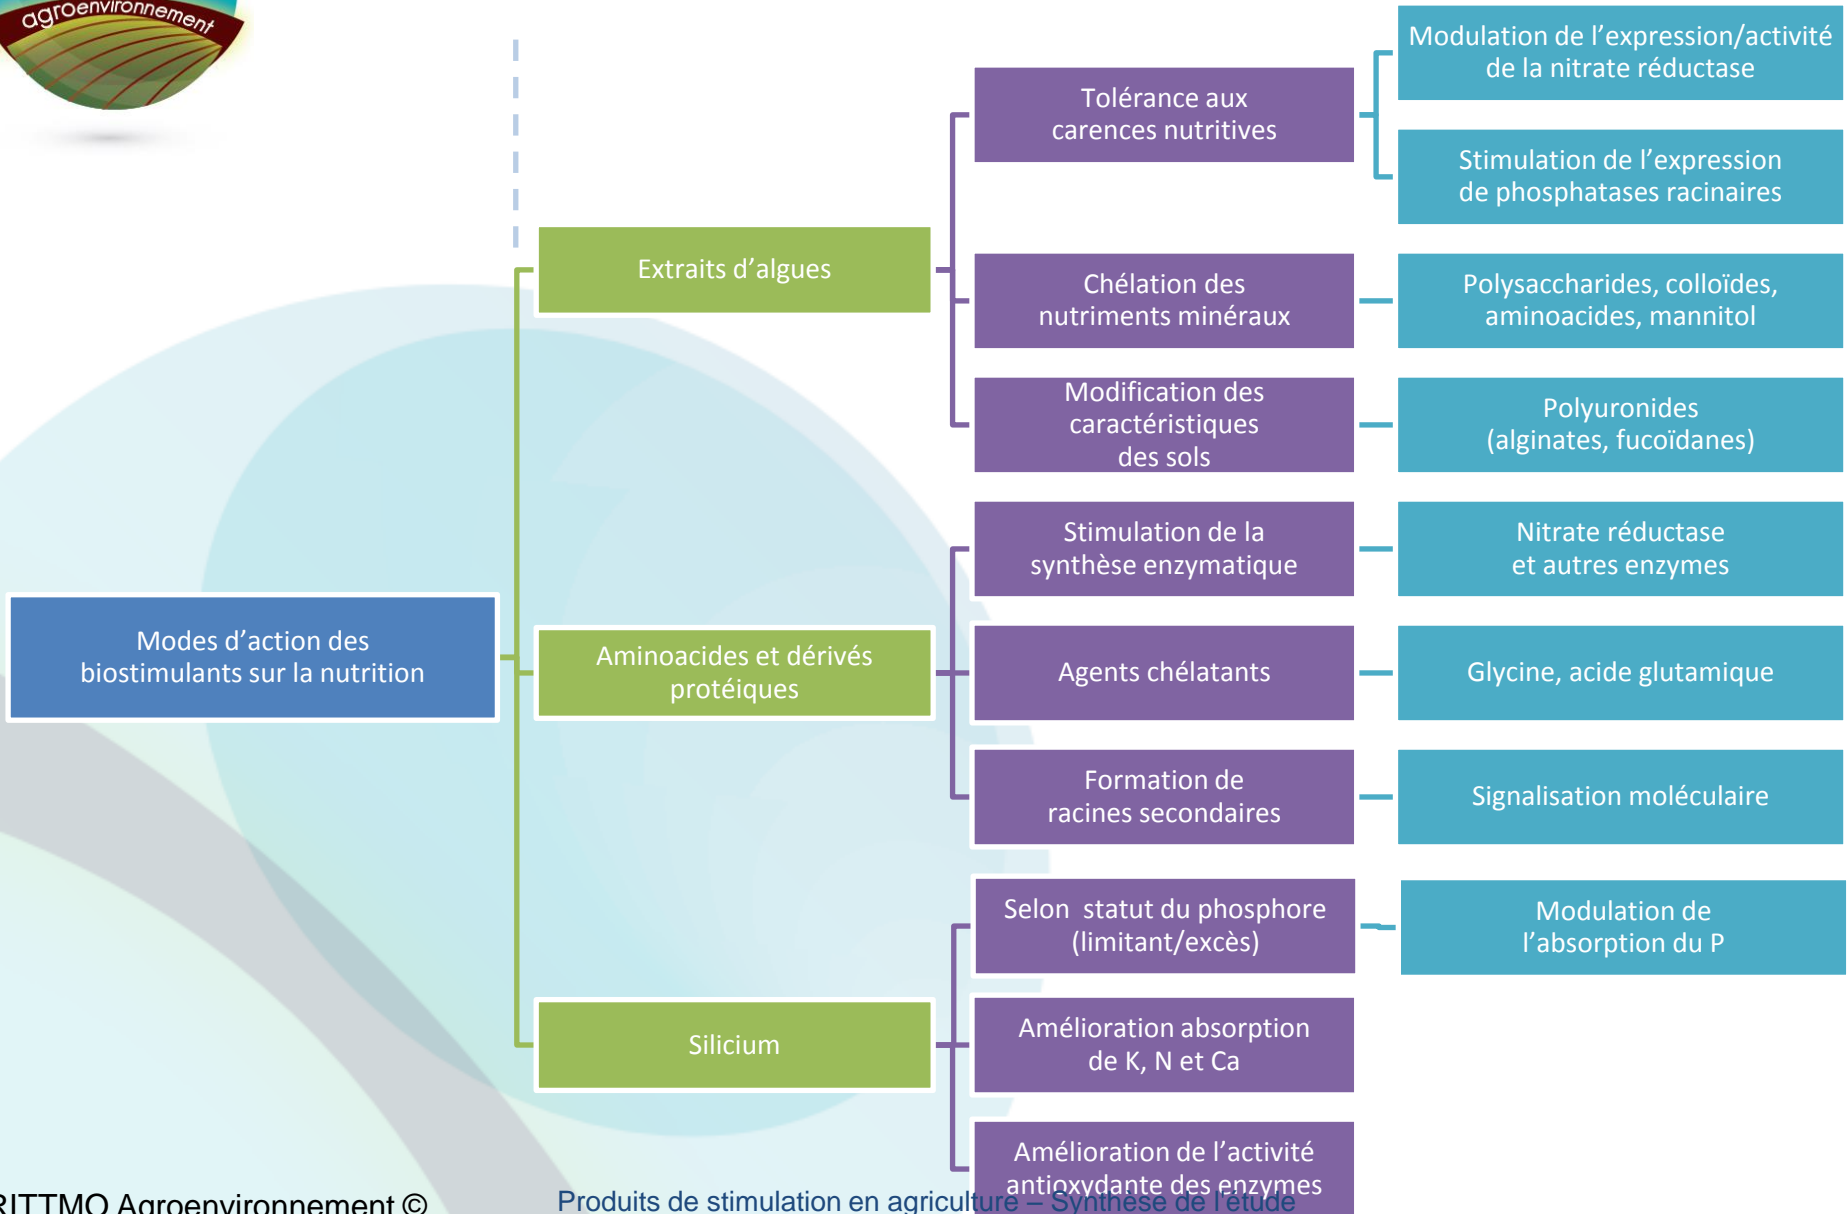 agroenvironnement
Modes d’action des
biostimulants sur la nutrition
Extraits d’algues
Tolérance aux
carences nutritives
Modulation de l’expression/activité
de la nitrate réductase
Stimulation de l’expression
de phosphatases racinaires
Chélation des
nutriments minéraux
Polysaccharides, colloïdes,
aminoacides, mannitol
Modification des
caractéristiques
des sols
Polyuronides
(alginates, fucoïdanes)
Aminoacides et dérivés
protéiques
Stimulation de la
synthèse enzymatique
Nitrate réductase
et autres enzymes
Agents chélatants
Glycine, acide glutamique
Formation de
racines secondaires
Signalisation moléculaire
Silicium
Selon statut du phosphore
(limitant/excès)
Modulation de
l’absorption du P
Amélioration absorption
de K, N et Ca
Amélioration de l’activité
antioxydante des enzymes
RITTMO Agroenvironnement ©
Produits de stimulation en agriculture – Synthèse de l'étude